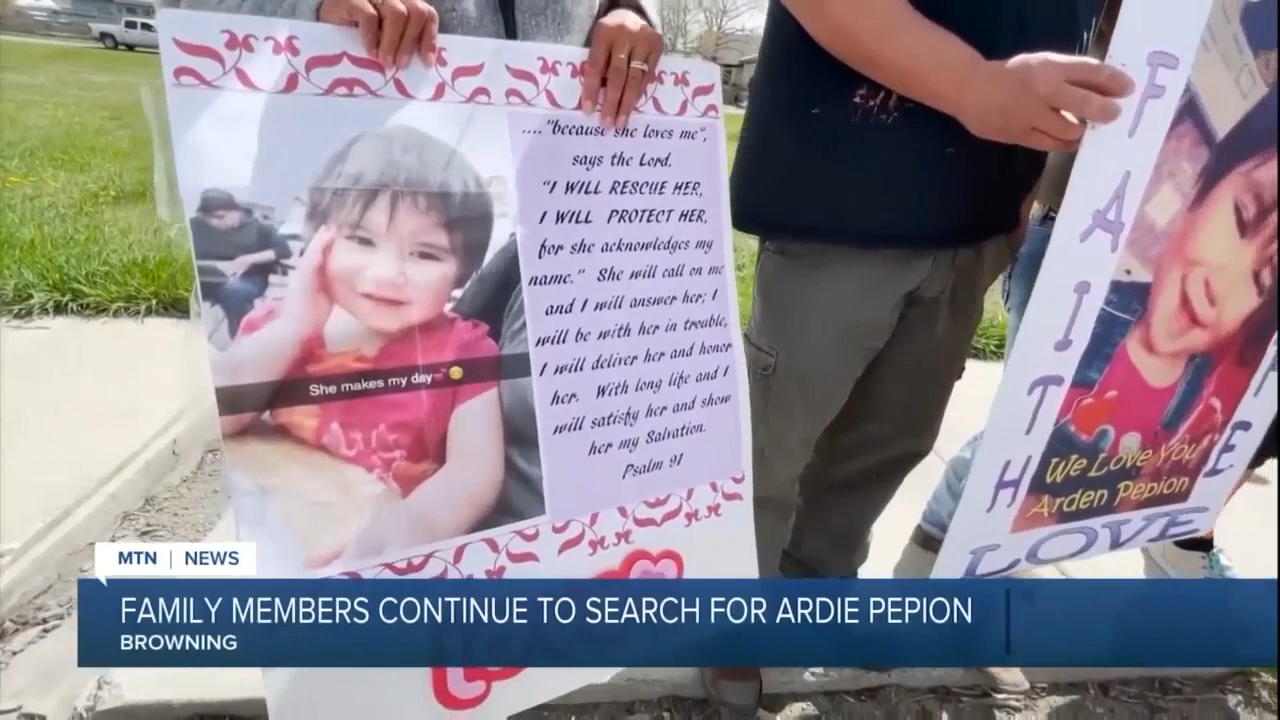 ...."because she loves me",
says the Lord.
"I WILL RESCUE HER,
I WILL PROTECT HER,
for she acknowledges my
name." She will call on me
and I will answer her; I
will be with her in trouble,
I will deliver her and honor
her. With long life and I
will satisfy her and show
her my Salvation.
Psalm 91
She makes my day
FAITH
We Love You
Arden Pepion
LOVE
MTN | NEWS
FAMILY MEMBERS CONTINUE TO SEARCH FOR ARDIE PEPION
BROWNING